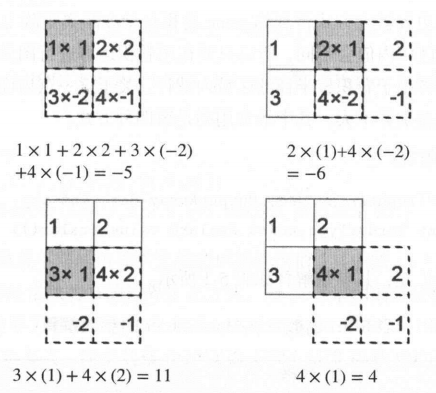 1× 1 2× 2
3×-2 4×-1
1 2× 1 2
3 4×-2 -1
1 × 1 + 2 × 2 + 3 × (−2)
+4 × (−1) = −5
2 × (1)+4 × (−2)
= −6
1 2
3× 1 4× 2
-2 -1
1 2
3 4× 1 2
-2 -1
3 × (1) + 4 × (2) = 11
4 × (1) = 4